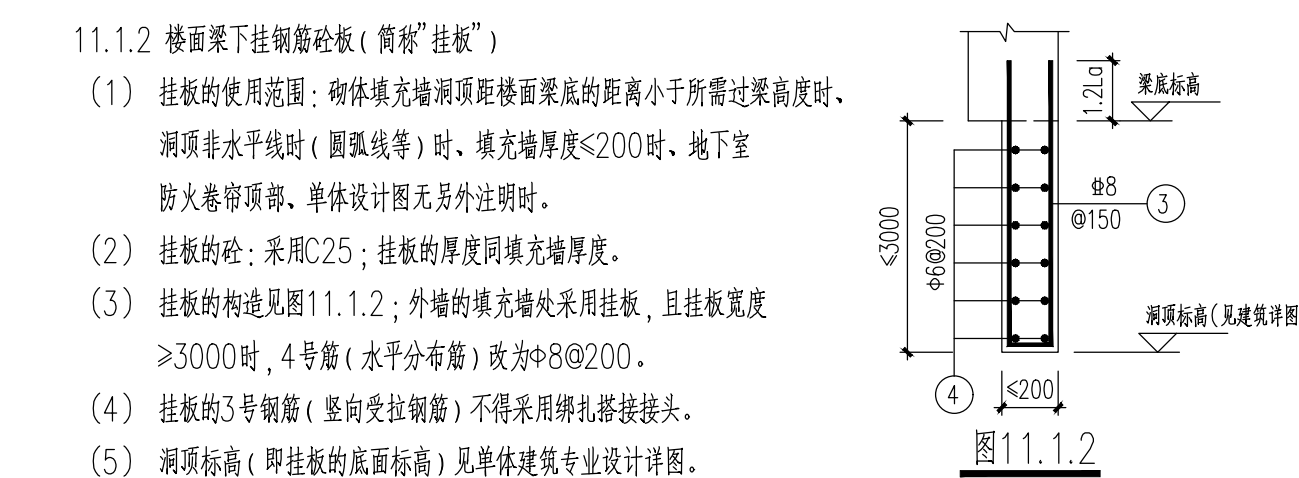 11.1.2 楼面梁下挂钢筋砼板(简称"挂板")
(1) 挂板的使用范围:砌体填充墙洞顶距楼面梁底的距离小于所需过梁高度时、
洞顶非水平线时(圆弧线等)时、填充墙厚度≤200时、地下室
防火卷帘顶部、单体设计图无另外注明时。
(2) 挂板的砼:采用C25;挂板的厚度同填充墙厚度。
(3) 挂板的构造见图11.1.2;外墙的填充墙处采用挂板,且挂板宽度
≥3000时,4号筋(水平分布筋)改为Φ8@200。
(4) 挂板的3号钢筋(竖向受拉钢筋)不得采用绑扎搭接接头。
(5) 洞顶标高(即挂板的底面标高)见单体建筑专业设计详图。
1.2La
梁底标高
≤3000
Φ6@200
Φ8
@150
3
洞顶标高(见建筑详图
4
≤200
图11.1.2